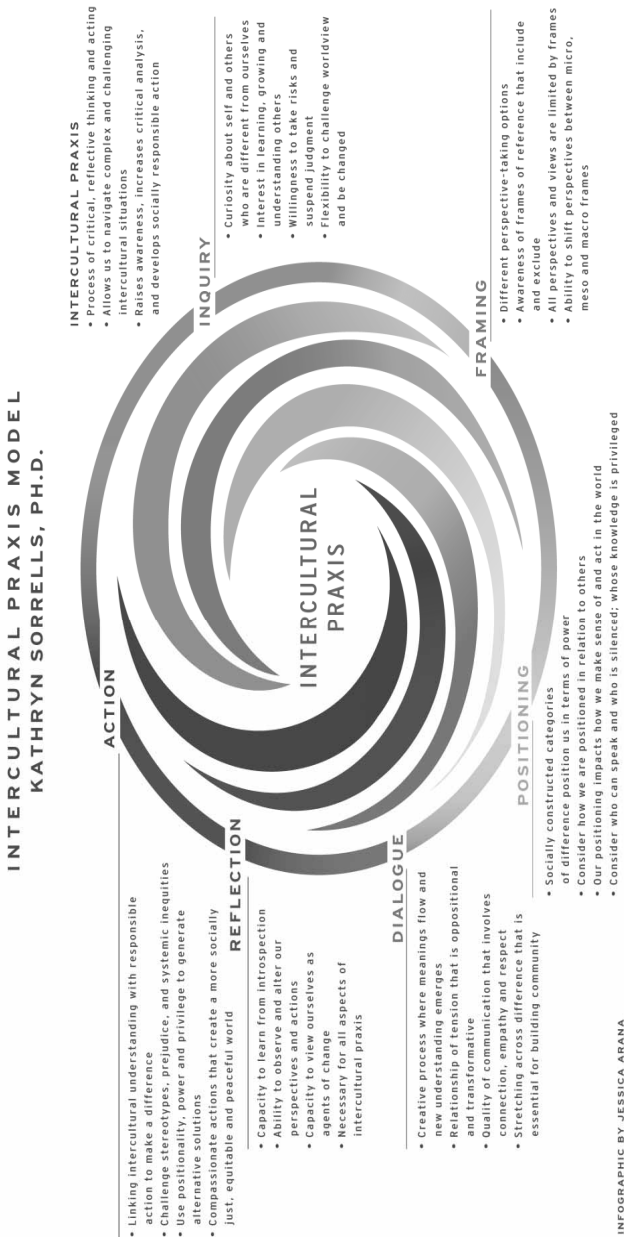 INTERCULTURAL PRAXIS MODEL
KATHRYN SORRELLS, PH.D.
INTERCULTURAL PRAXIS
• Process of critical, reflective thinking and acting
• Allows us to navigate complex and challenging
intercultural situations
• Raises awareness, increases critical analysis,
and develops socially responsible action
INQUIRY
• Curiosity about self and others
who are different from ourselves
• Interest in learning, growing and
understanding others
• Willingness to take risks and
suspend judgment
• Flexibility to challenge worldview
and be changed
FRAMING
• Different perspective-taking options
• Awareness of frames of reference that include
and exclude
• All perspectives and views are limited by frames
• Ability to shift perspectives between micro,
meso and macro frames
POSITIONING
• Socially constructed categories
of difference position us in terms of power
• Consider how we are positioned in relation to others
• Our positioning impacts how we make sense of and act in the world
• Consider who can speak and who is silenced; whose knowledge is privileged
DIALOGUE
• Creative process where meanings flow and
new understanding emerges
• Relationship of tension that is oppositional
and transformative
• Quality of communication that involves
connection, empathy and respect
• Stretching across difference that is
essential for building community
REFLECTION
• Capacity to learn from introspection
• Ability to observe and alter our
perspectives and actions
• Capacity to view ourselves as
agents of change
• Necessary for all aspects of
intercultural praxis
ACTION
• Linking intercultural understanding with responsible
action to make a difference
• Challenge stereotypes, prejudice, and systemic inequities
• Use positionality, power and privilege to generate
alternative solutions
• Compassionate actions that create a more socially
just, equitable and peaceful world
INTERCULTURAL
PRAXIS
INFOGRAPHIC BY JESSICA ARANA